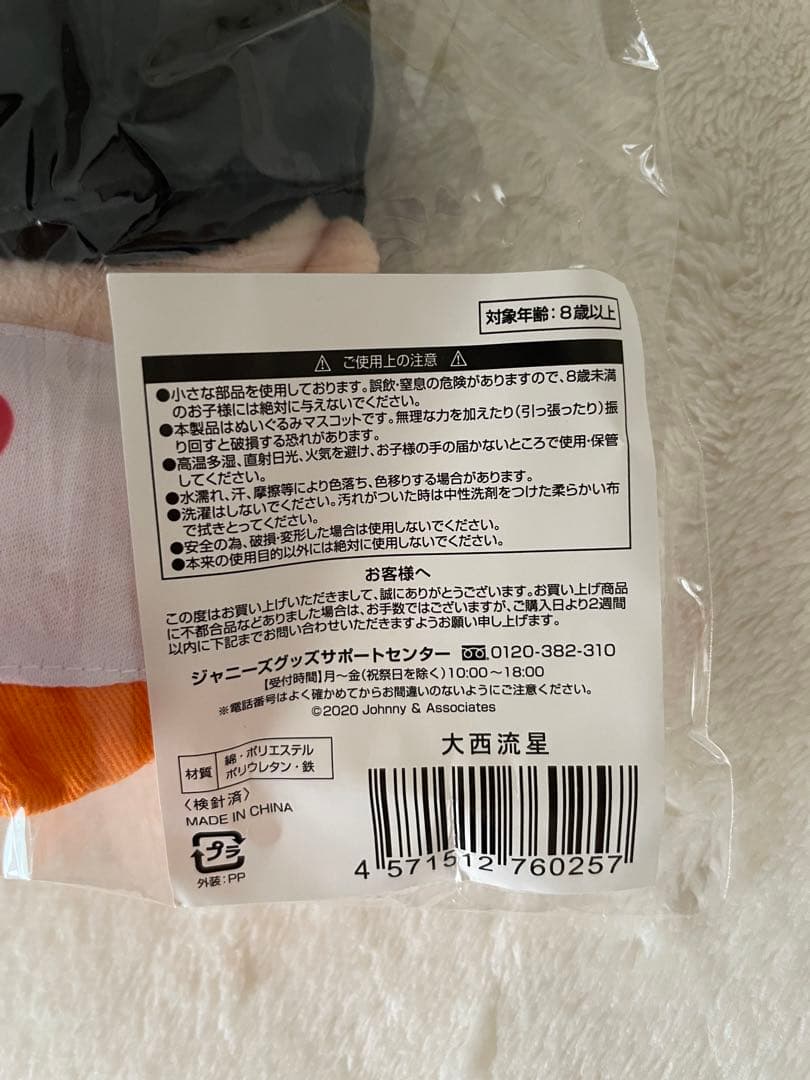 対象年齢:8歳以上
⚠ ご使用上の注意 ⚠
●小さな部品を使用しております。誤飲・窒息の危険がありますので、8歳未満
のお子様には絶対に与えないでください。
●本製品はぬいぐるみマスコットです。無理な力を加えたり(引っ張ったり)振
り回すと破損する恐れがあります。
●高温多湿、直射日光、火気を避け、お子様の手の届かないところで使用・保管
してください。
●水濡れ、汗、摩擦等により色落ち、色移りする場合があります。
●洗濯はしないでください。汚れがついた時は中性洗剤をつけた柔らかい布
で拭きとってください。
●安全の為、破損・変形した場合は使用しないでください。
●本来の使用目的以外には絶対に使用しないでください。
お客様へ
この度はお買い上げいただきまして、誠にありがとうございます。お買い上げ商品
に不都合品などありました場合は、お手数ではございますが、ご購入日より2週間
以内に下記までお問い合わせいただきますようお願い申し上げます。
ジャニーズグッズサポートセンター 0120-382-310
【受付時間】月～金(祝祭日を除く)10:00～18:00
※電話番号はよく確かめてからお間違いのないようにご注意ください。
©2020 Johnny & Associates
大西流星
材質 綿・ポリエステル
ポリウレタン・鉄
〈検針済〉
MADE IN CHINA
プラ
外装:PP
4 571512 760257